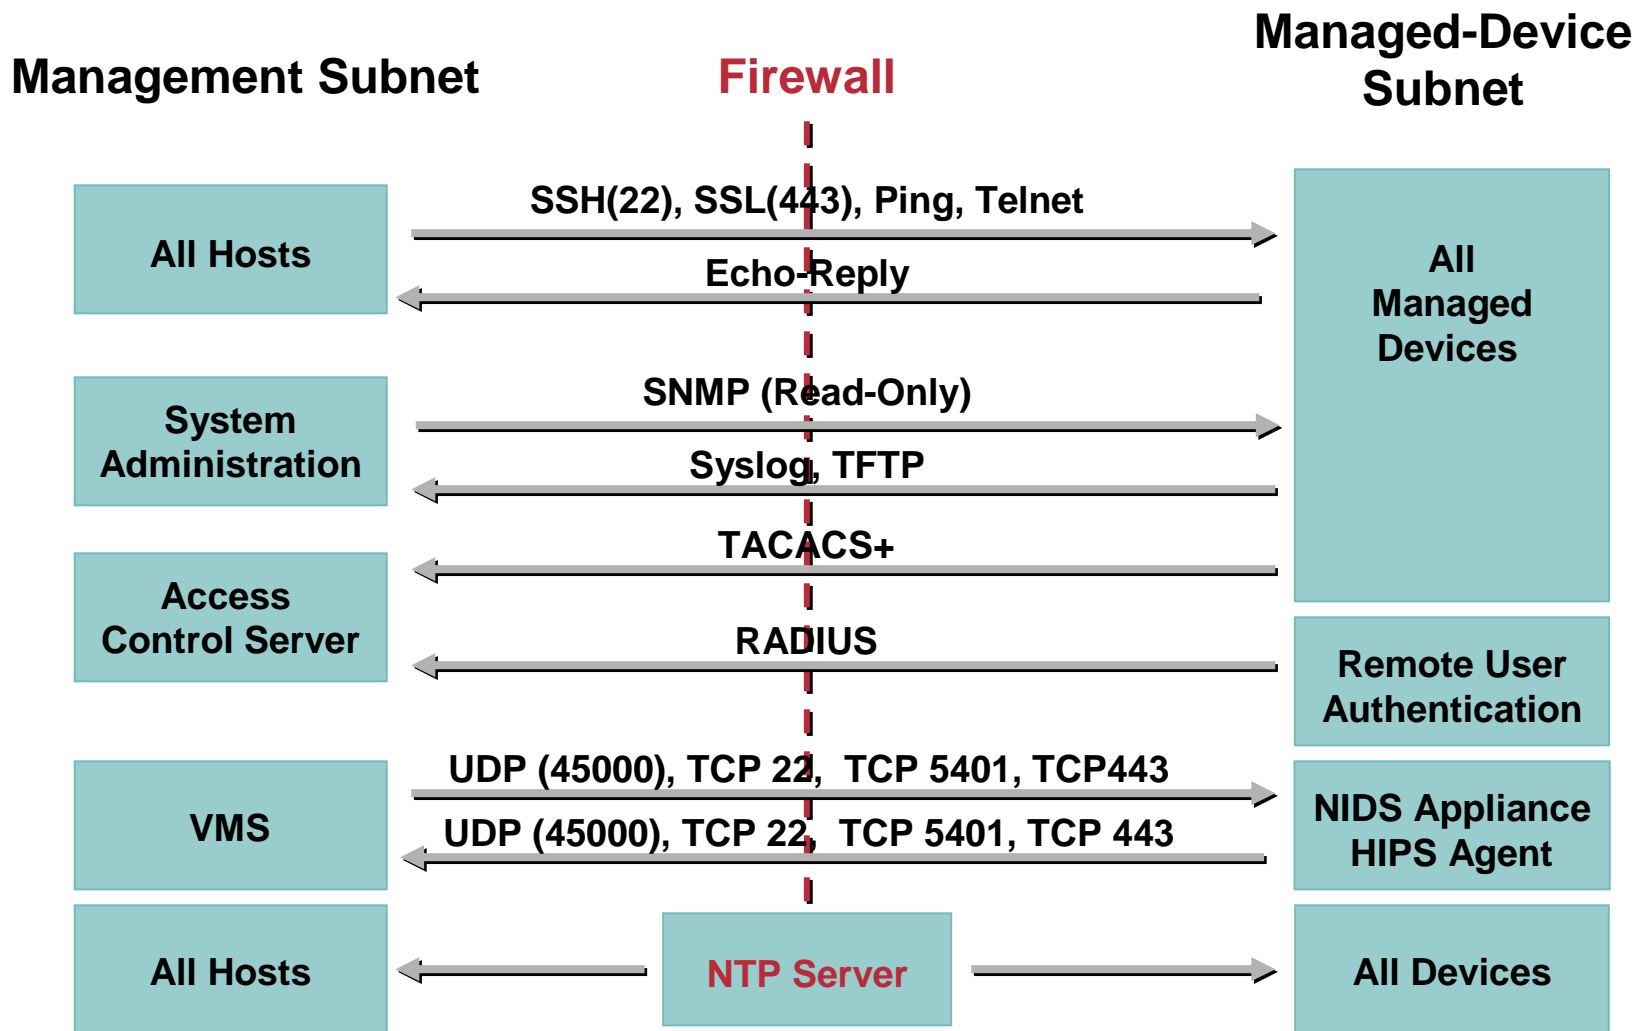 Management Subnet
Firewall
Managed-Device
Subnet
All Hosts
SSH(22), SSL(443), Ping, Telnet
Echo-Reply
All
Managed
Devices
System
Administration
SNMP (Read-Only)
Syslog, TFTP
Access
Control Server
TACACS+
RADIUS
Remote User
Authentication
VMS
UDP (45000), TCP 22, TCP 5401, TCP443
UDP (45000), TCP 22, TCP 5401, TCP 443
NIDS Appliance
HIPS Agent
All Hosts
NTP Server
All Devices